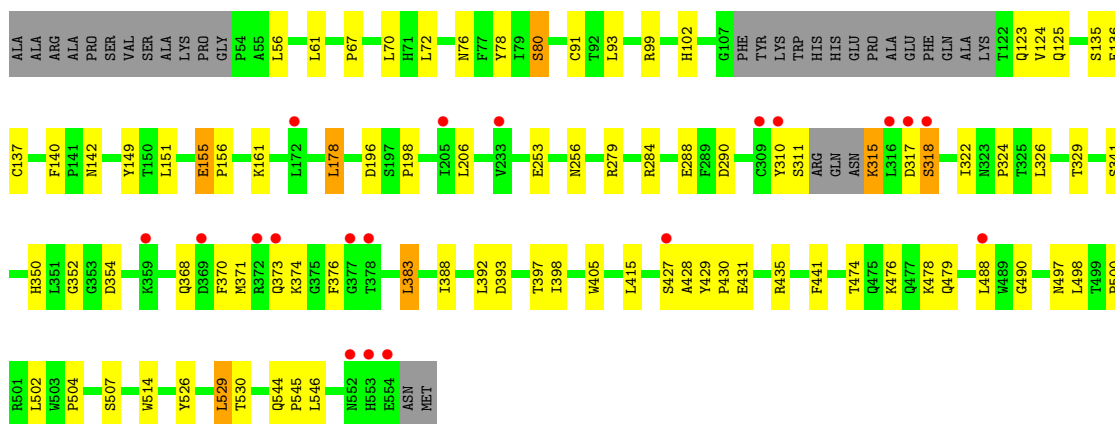 ALA ALA ARG ALA PRO SER VAL SER ALA LYS PRO GLY P54 A55 L56 L61 P67 L70 H71 L72 N76 F77 Y78 I79 S80 C91 T92 L93 R99 H102 G107 PHE TYR LYS TRP HIS HIS GLU PRO ALA GLU PHE GLN ALA LYS T122 Q123 V124 Q125 S135 E136
C137 F140 P141 N142 Y149 T150 L151 E155 P156 K161 L172 L178 D196 S197 P198 I205 L206 V233 E253 N256 R279 R284 E288 F289 D290 C309 Y310 S311 ARG GLN ASN K315 L316 D317 S318 I322 N323 P324 T325 L326 T329 S341
H350 L351 G352 G353 D354 K359 Q368 D369 F370 M371 R372 Q373 K374 G375 F376 G377 T378 L383 I388 L392 D393 T397 I398 W405 L415 S427 A428 Y429 P430 E431 R435 F441 T474 Q475 K476 Q477 K478 Q479 L488 W489 G490 N497 L498 T499 P500
R501 L502 W503 P504 S507 W514 Y526 L529 T530 Q544 P545 L546 N552 H553 E554 ASN MET